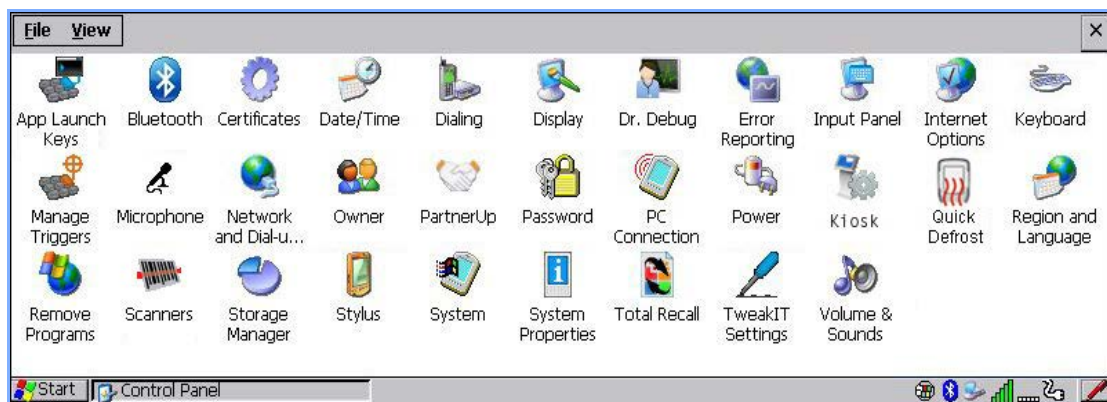 File View
App Launch Keys
Bluetooth
Certificates
Date/Time
Dialing
Display
Dr. Debug
Error Reporting
Input Panel
Internet Options
Keyboard
Manage Triggers
Microphone
Network and Dial-u...
Owner
PartnerUp
Password
PC Connection
Power
Kiosk
Quick Defrost
Region and Language
Remove Programs
Scanners
Storage Manager
Stylus
System
System Properties
Total Recall
TweakIT Settings
Volume & Sounds
Start Control Panel